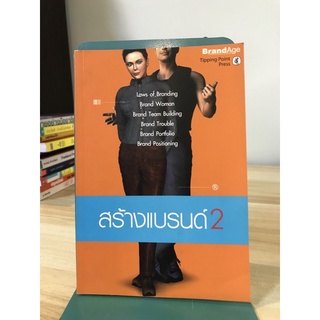 BrandAge
Tipping Point
Press
Laws of Branding
Brand Woman
Brand Team Building
Brand Trouble
Brand Portfolio
Brand Positioning
®
สร้างแบรนด์ 2